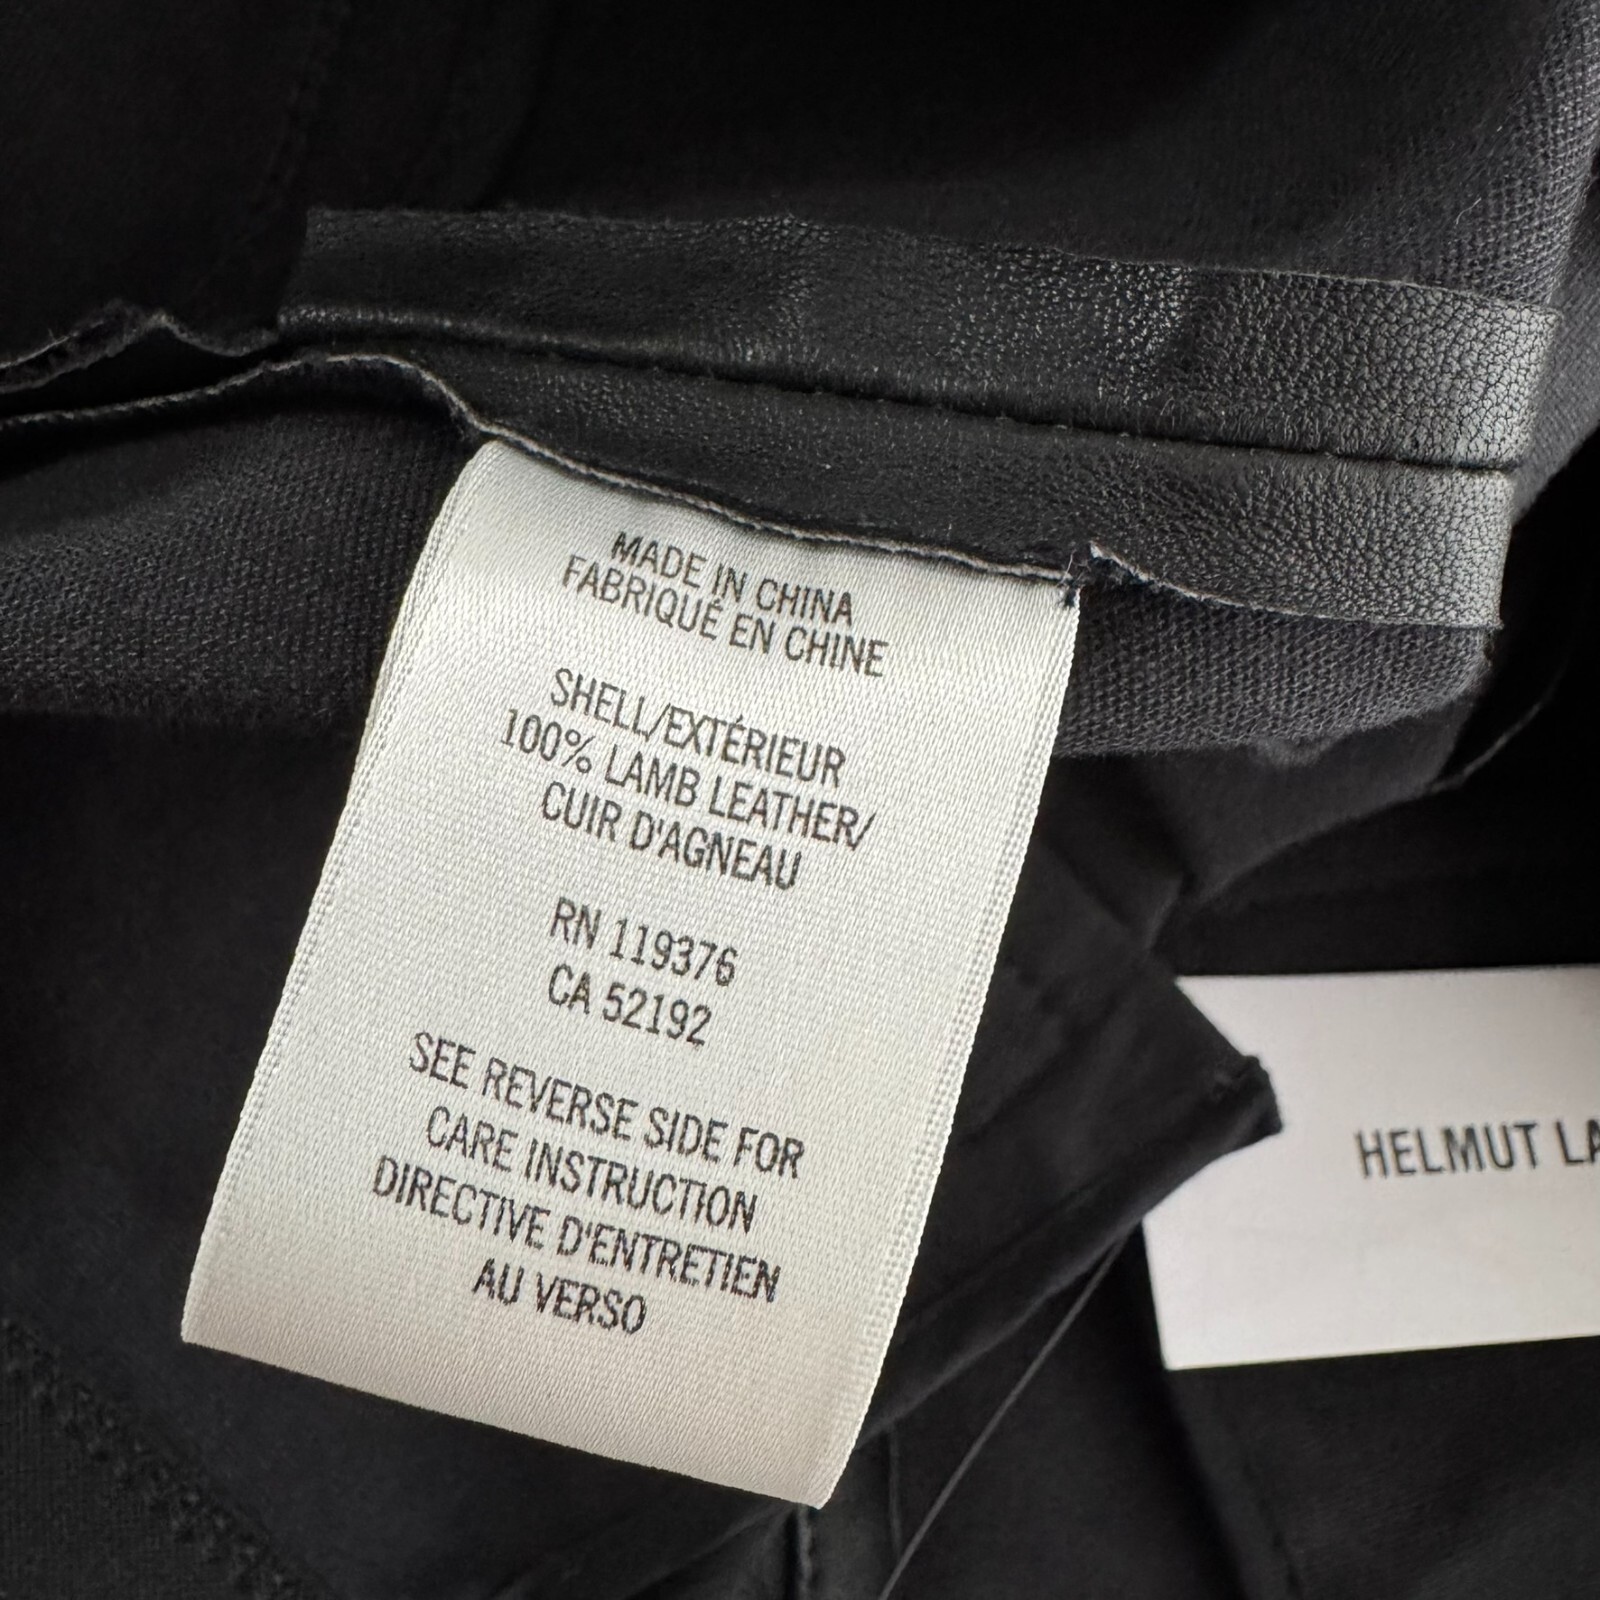 MADE IN CHINA
FABRIQUÉ EN CHINE
SHELL/EXTÉRIEUR
100% LAMB LEATHER/
CUIR D'AGNEAU
RN 119376
CA 52192
SEE REVERSE SIDE FOR
CARE INSTRUCTION
DIRECTIVE D'ENTRETIEN
AU VERSO
HELMUT LA